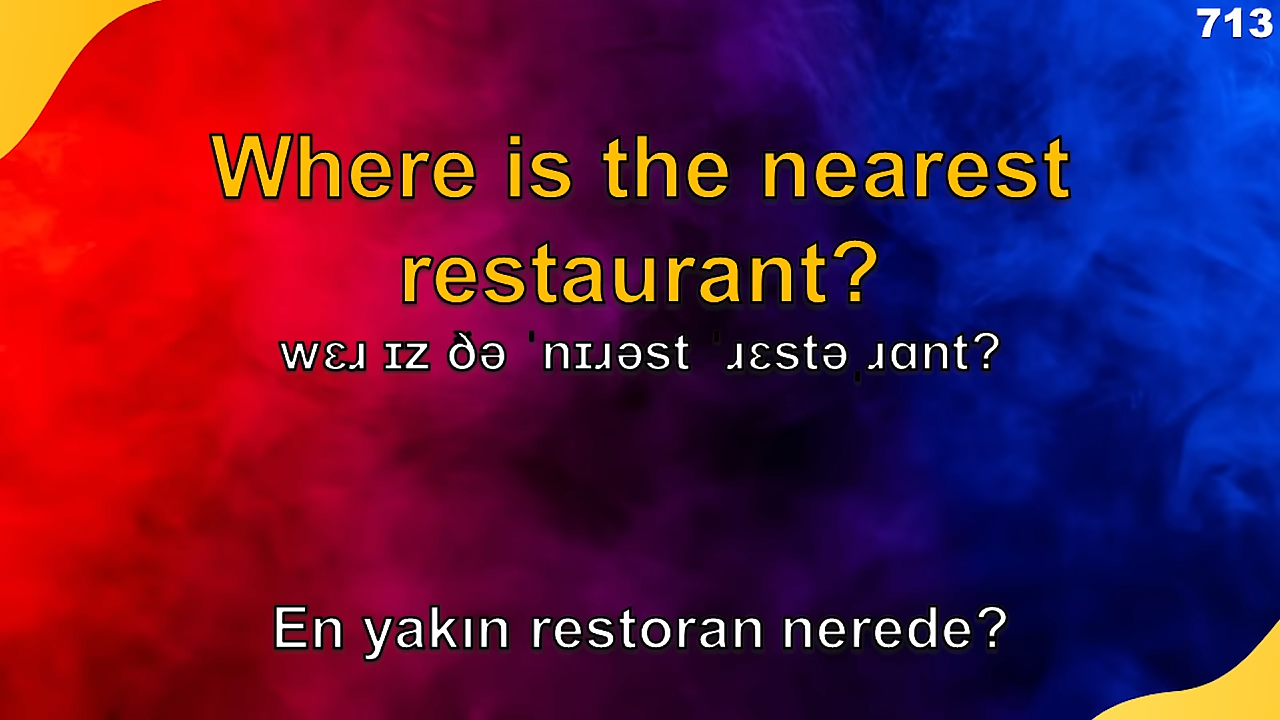 713
Where is the nearest
restaurant?
wɛɹ ɪz ðə ˈnɪɹəst ˈɹɛstəˌɹɑnt?
En yakın restoran nerede?